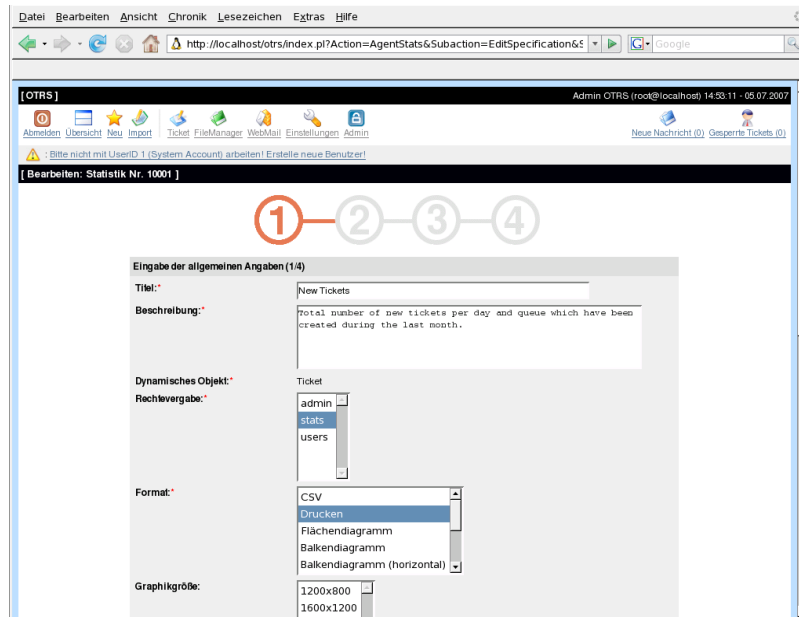 Datei Bearbeiten Ansicht Chronik Lesezeichen Extras Hilfe
http://localhost/otrs/index.pl?Action=AgentStats&Subaction=EditSpecification&S
G Google
[ OTRS ] Admin OTRS (root@localhost) 14:53:11 - 05.07.2007
Abmelden Übersicht Neu Import Ticket FileManager WebMail Einstellungen Admin Neue Nachricht (0) Gesperrte Tickets (0)
: Bitte nicht mit UserID 1 (System Account) arbeiten! Erstelle neue Benutzer!
[ Bearbeiten: Statistik Nr. 10001 ]
1 2 3 4
Eingabe der allgemeinen Angaben (1/4)
Titel:* New Tickets
Beschreibung:* Total number of new tickets per day and queue which have been
created during the last month.
Dynamisches Objekt:* Ticket
Rechtevergabe:* admin
stats
users
Format:* CSV
Drucken
Flächendiagramm
Balkendiagramm
Balkendiagramm (horizontal)
Graphikgröße: 1200x800
1600x1200